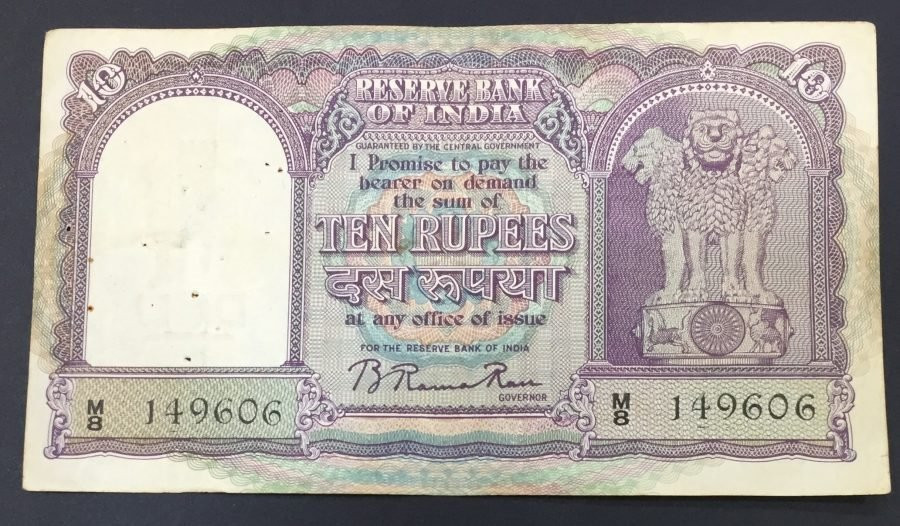 10
10
RESERVE BANK
OF INDIA
GUARANTEED BY THE CENTRAL GOVERNMENT
I Promise to pay the
bearer on demand
the sum of
TEN RUPEES
दस रूपया
at any office of issue
FOR THE RESERVE BANK OF INDIA
B Rama Rau
GOVERNOR
M/8 149606
M/8 149606